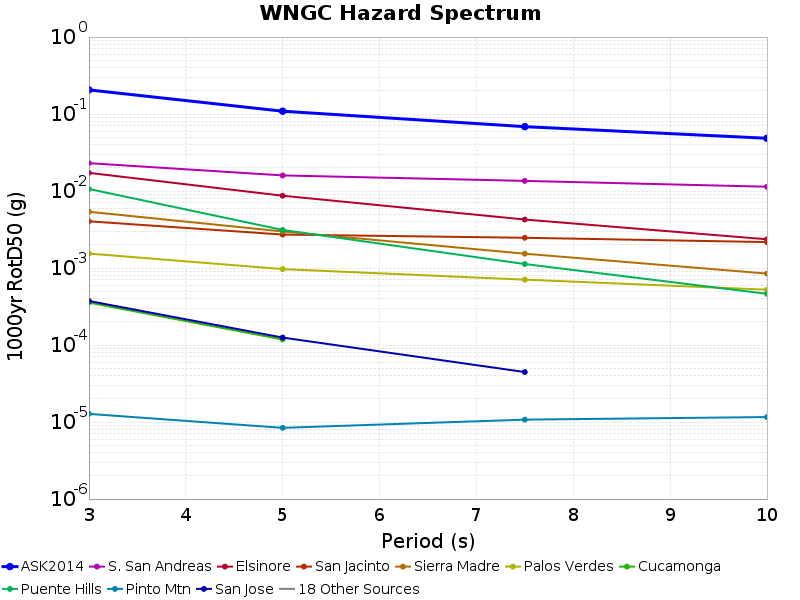 WNGC Hazard Spectrum
10^0
10^-1
10^-2
10^-3
10^-4
10^-5
10^-6
1000yr RotD50 (g)
3 4 5 6 7 8 9 10
Period (s)
ASK2014 S. San Andreas Elsinore San Jacinto Sierra Madre Palos Verdes Cucamonga
Puente Hills Pinto Mtn San Jose 18 Other Sources